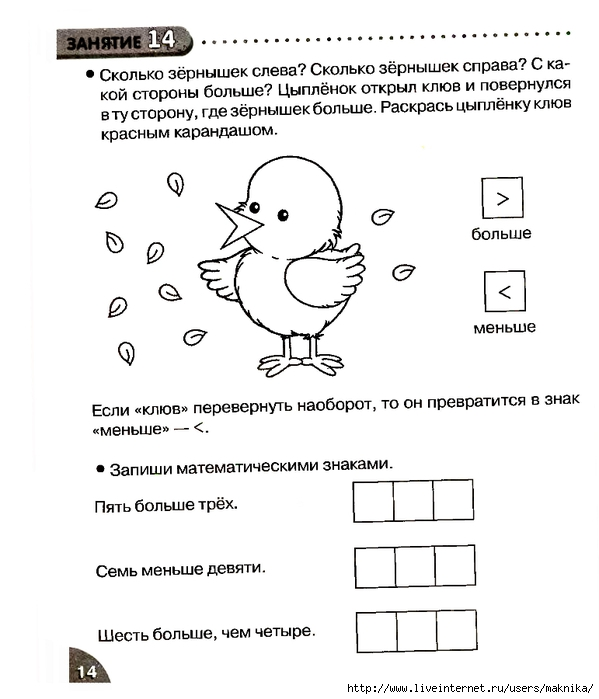 ЗАНЯТИЕ 14
• Сколько зёрнышек слева? Сколько зёрнышек справа? С ка-
кой стороны больше? Цыплёнок открыл клюв и повернулся
в ту сторону, где зёрнышек больше. Раскрась цыплёнку клюв
красным карандашом.
>
больше
<
меньше
Если «клюв» перевернуть наоборот, то он превратится в знак
«меньше» — <.
• Запиши математическими знаками.
Пять больше трёх.
Семь меньше девяти.
Шесть больше, чем четыре.
14
http://www.liveinternet.ru/users/maknika/